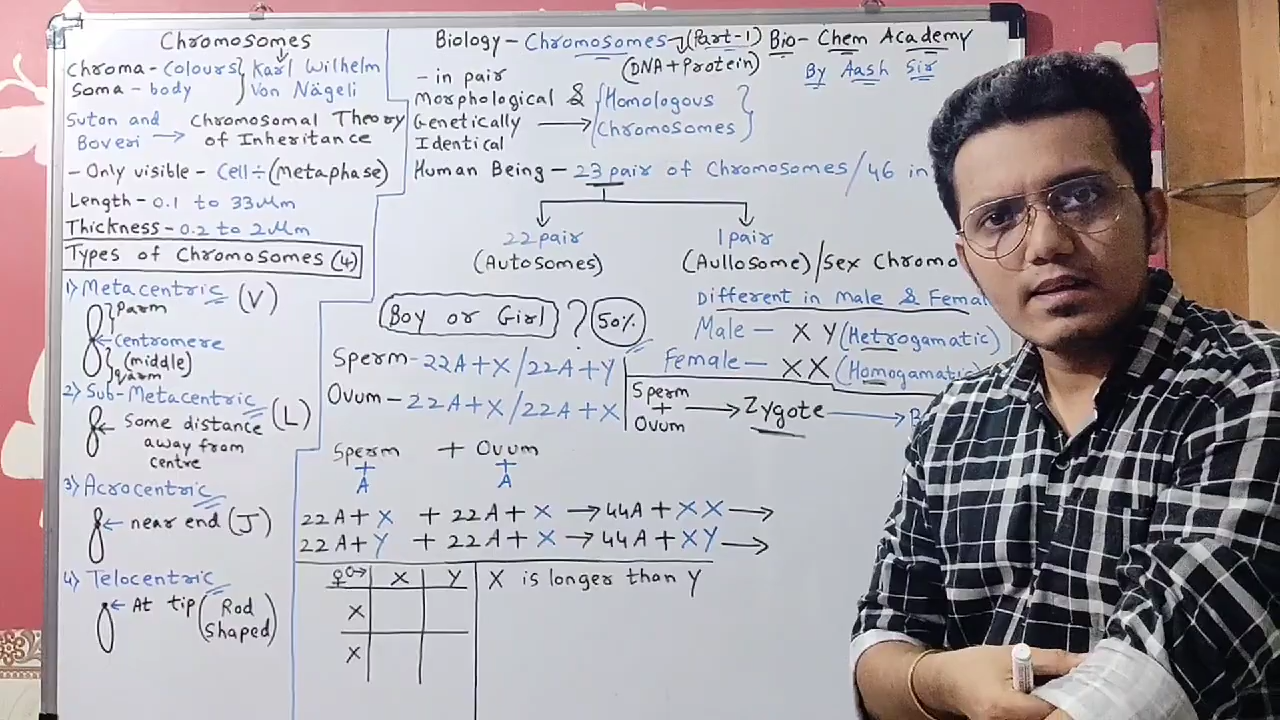 Chromosomes
Chroma - Colours
Soma - body
Karl Wilhelm
Von Nägeli
Suton and
Boveri → Chromosomal Theory
of Inheritance
- Only visible - Cell÷(metaphase)
Length - 0.1 to 33μm
Thickness - 0.2 to 2μm
Types of Chromosomes (4)
1) Metacentric (V)
Parm
Centromere
(middle)
qarm
2) Sub-Metacentric (L)
Some distance
away from
centre
3) Acrocentric
near end (J)
4) Telocentric
At tip (Rod
Shaped)
Biology - Chromosomes (Part-1) Bio - Chem Academy
(DNA + Protein)
By Aash Sir
- in pair
Morphological &
Genetically →
Identical
Homologous
Chromosomes
Human Being - 23 pair of Chromosomes / 46 in
22 pair
(Autosomes)
1 pair
(Aullosome)/Sex Chromo
Different in Male & Femal
Male - X Y (Hetrogamatic)
Female - XX (Homogamatic
Boy or Girl ? 50%
Sperm - 22A+X / 22A+Y
Ovum - 22A+X / 22A+X
Sperm
+
Ovum
→ Zygote → B
Sperm + Ovum
+ +
A A
22A+X + 22A+X → 44A+XX →
22A+Y + 22A+X → 44A+XY →
♀ ♂ X Y
X
X
X is longer than Y